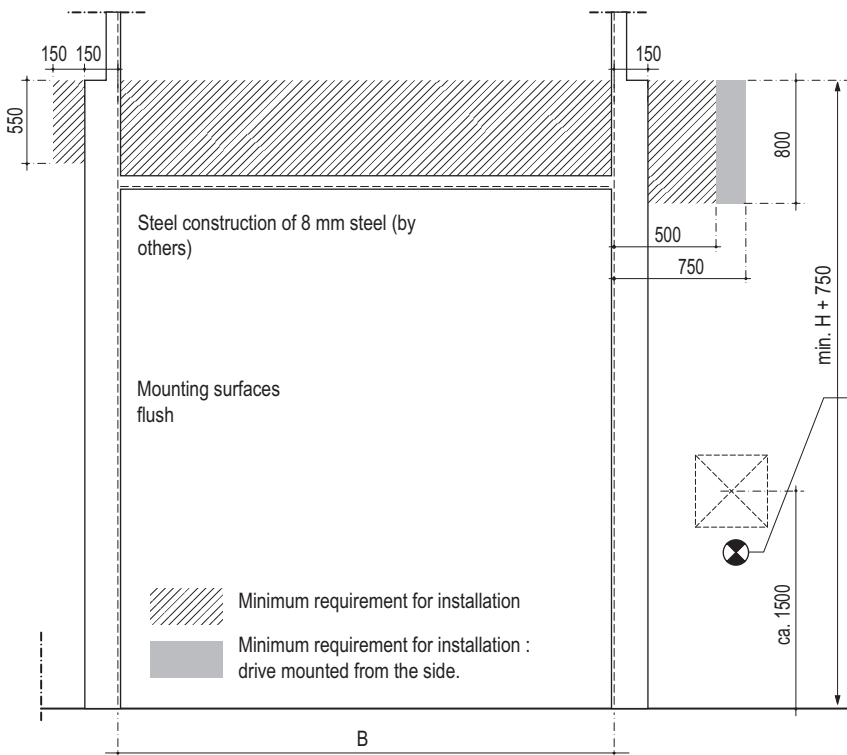 150 150
150
550
800
Steel construction of 8 mm steel (by
others)
500
750
min. H + 750
Mounting surfaces
flush
ca. 1500
Minimum requirement for installation
Minimum requirement for installation :
drive mounted from the side.
B